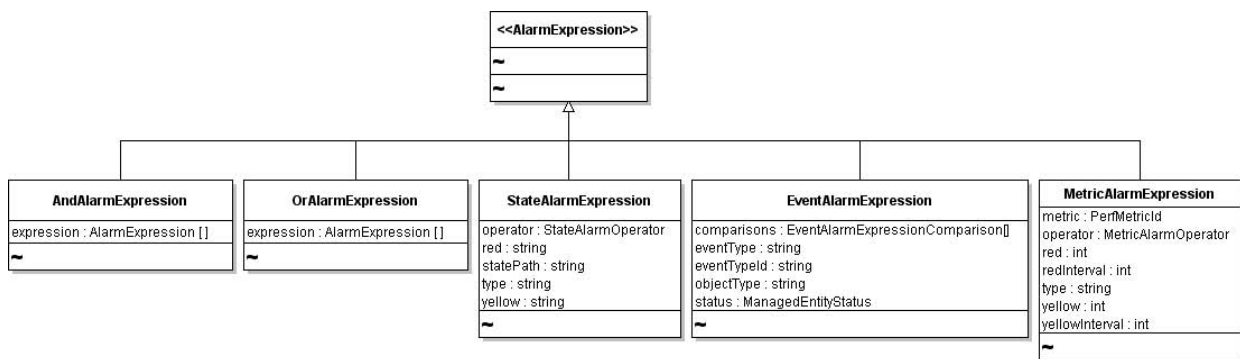 <<AlarmExpression>>
~
~
AndAlarmExpression
expression : AlarmExpression [ ]
~
OrAlarmExpression
expression : AlarmExpression [ ]
~
StateAlarmExpression
operator : StateAlarmOperator
red : string
statePath : string
type : string
yellow : string
~
EventAlarmExpression
comparisons : EventAlarmExpressionComparison[]
eventType : string
eventTypeId : string
objectType : string
status : ManagedEntityStatus
~
MetricAlarmExpression
metric : PerfMetricId
operator : MetricAlarmOperator
red : int
redInterval : int
type : string
yellow : int
yellowInterval : int
~